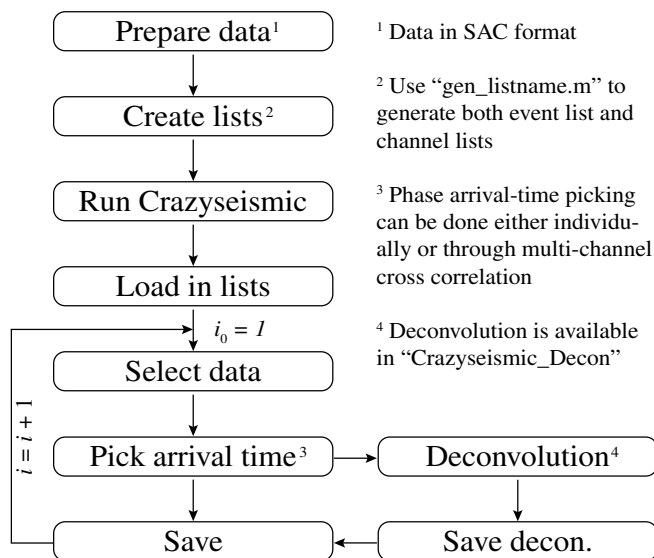 Prepare data¹
Create lists²
Run Crazyseismic
Load in lists
i₀ = 1
Select data
i = i + 1
Pick arrival time³
Deconvolution⁴
Save
Save decon.
¹ Data in SAC format
² Use “gen_listname.m” to
generate both event list and
channel lists
³ Phase arrival-time picking
can be done either individu-
ally or through multi-channel
cross correlation
⁴ Deconvolution is available
in “Crazyseismic_Decon”